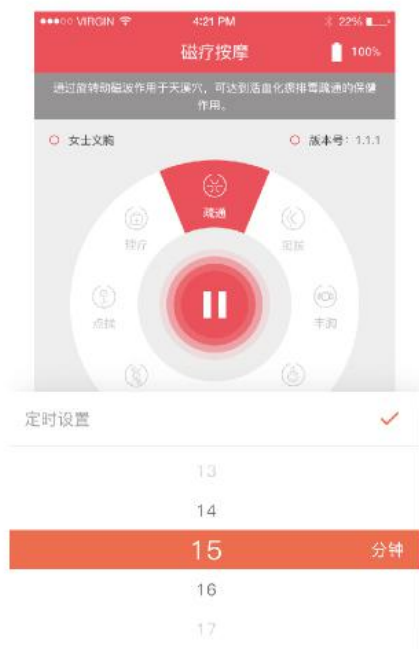 VIRGIN 4:21 PM 22%
磁疗按摩 100%
通过旋转动磁波作用于天溪穴，可达到活血化瘀排毒疏通的保健
作用。
女士文胸 版本号：1.1.1
疏通
理疗
点揉
丰胸
定时设置
13
14
15 分钟
16
17